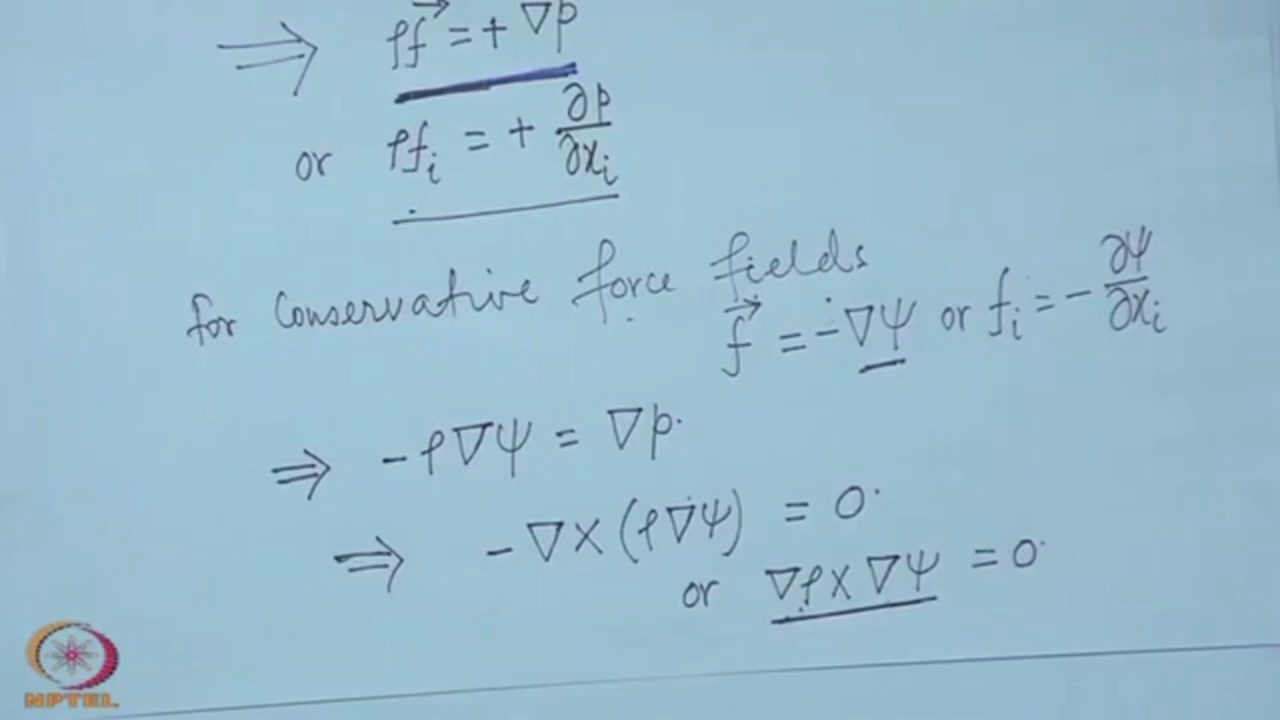 ⇒ ρf⃗ = + ∇p
or ρfᵢ = + ∂p/∂xᵢ
for conservative force fields
f⃗ = -∇ψ or fᵢ = - ∂ψ/∂xᵢ
⇒ -ρ∇ψ = ∇p.
⇒ -∇×(ρ∇ψ) = 0.
or ∇ρ×∇ψ = 0.
NPTEL